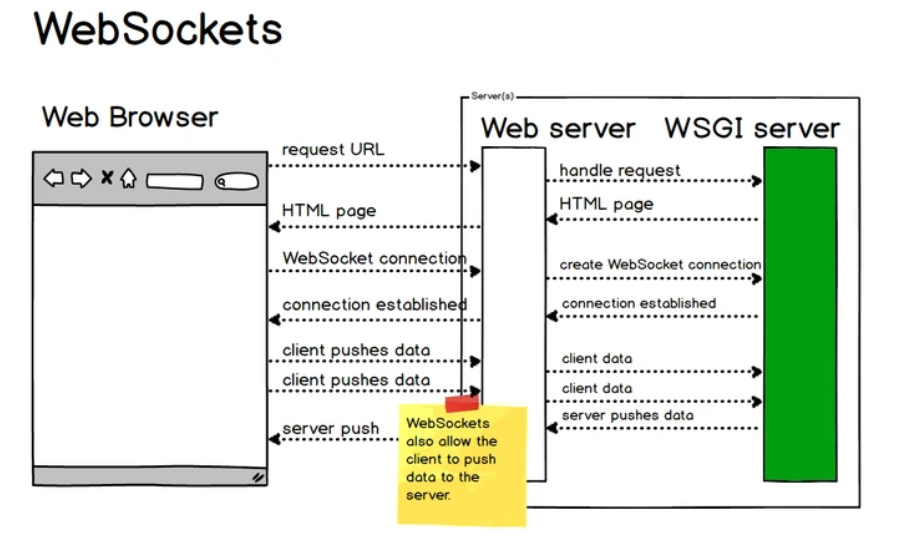 WebSockets
Web Browser
Server(s)
Web server
WSGI server
request URL
handle request
HTML page
HTML page
WebSocket connection
create WebSocket connection
connection established
connection established
client pushes data
client data
client pushes data
client data
server push
server pushes data
WebSockets
also allow the
client to push
data to the
server.